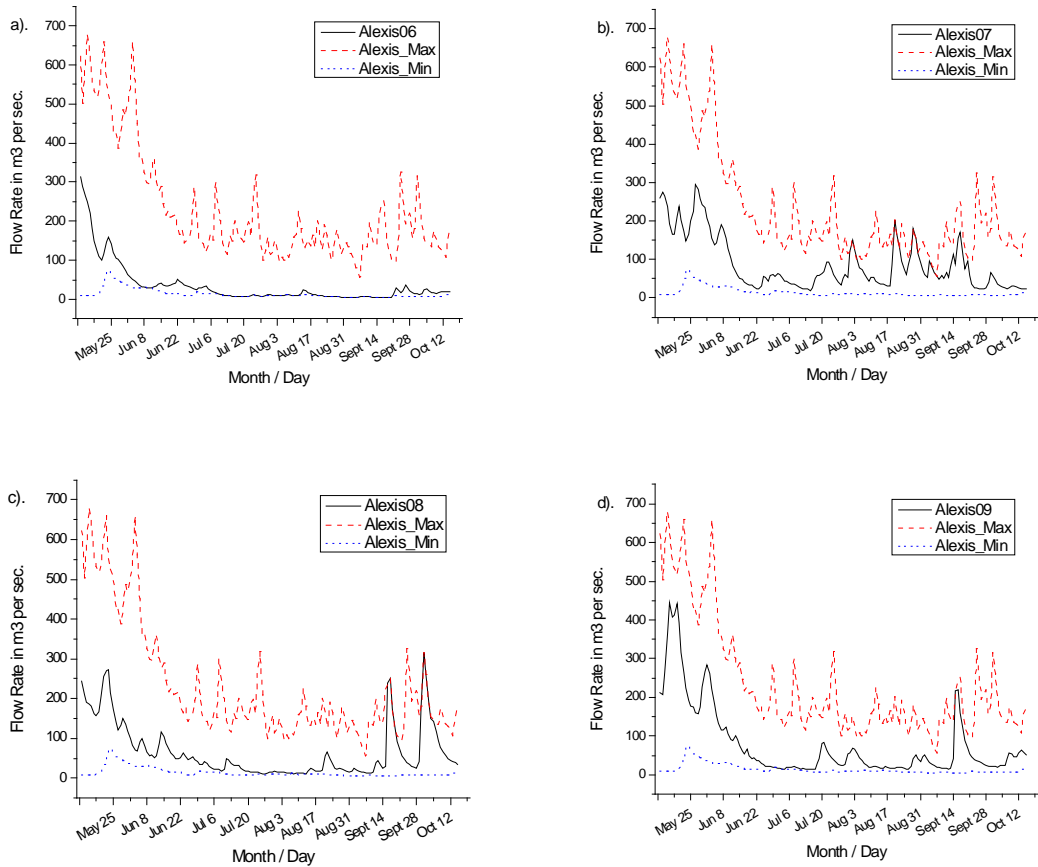 a).
Alexis06
Alexis_Max
Alexis_Min
Flow Rate in m3 per sec.
700
600
500
400
300
200
100
0
May 25
Jun 8
Jun 22
Jul 6
Jul 20
Aug 3
Aug 17
Aug 31
Sept 14
Sept 28
Oct 12
Month / Day
b).
Alexis07
Alexis_Max
Alexis_Min
Flow Rate in m3 per sec.
700
600
500
400
300
200
100
0
May 25
Jun 8
Jun 22
Jul 6
Jul 20
Aug 3
Aug 17
Aug 31
Sept 14
Sept 28
Oct 12
Month / Day
c).
Alexis08
Alexis_Max
Alexis_Min
Flow Rate in m3 per sec.
700
600
500
400
300
200
100
0
May 25
Jun 8
Jun 22
Jul 6
Jul 20
Aug 3
Aug 17
Aug 31
Sept 14
Sept 28
Oct 12
Month / Day
d).
Alexis09
Alexis_Max
Alexis_Min
Flow Rate in m3 per sec.
700
600
500
400
300
200
100
0
May 25
Jun 8
Jun 22
Jul 6
Jul 20
Aug 3
Aug 17
Aug 31
Sept 14
Sept 28
Oct 12
Month / Day